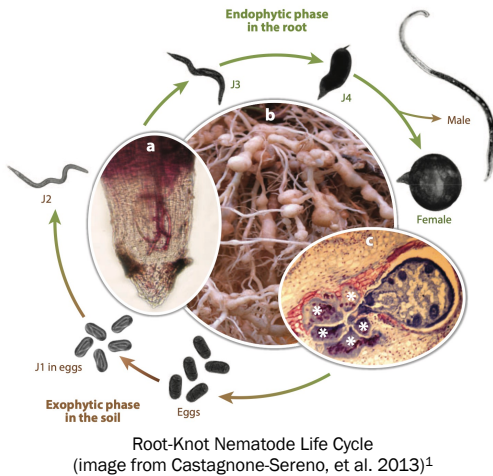 Endophytic phase
in the root
J3
J4
Male
b
a
J2
Female
c
*
*
*
*
*
J1 in eggs
Eggs
Exophytic phase
in the soil
Root-Knot Nematode Life Cycle
(image from Castagnone-Sereno, et al. 2013)1